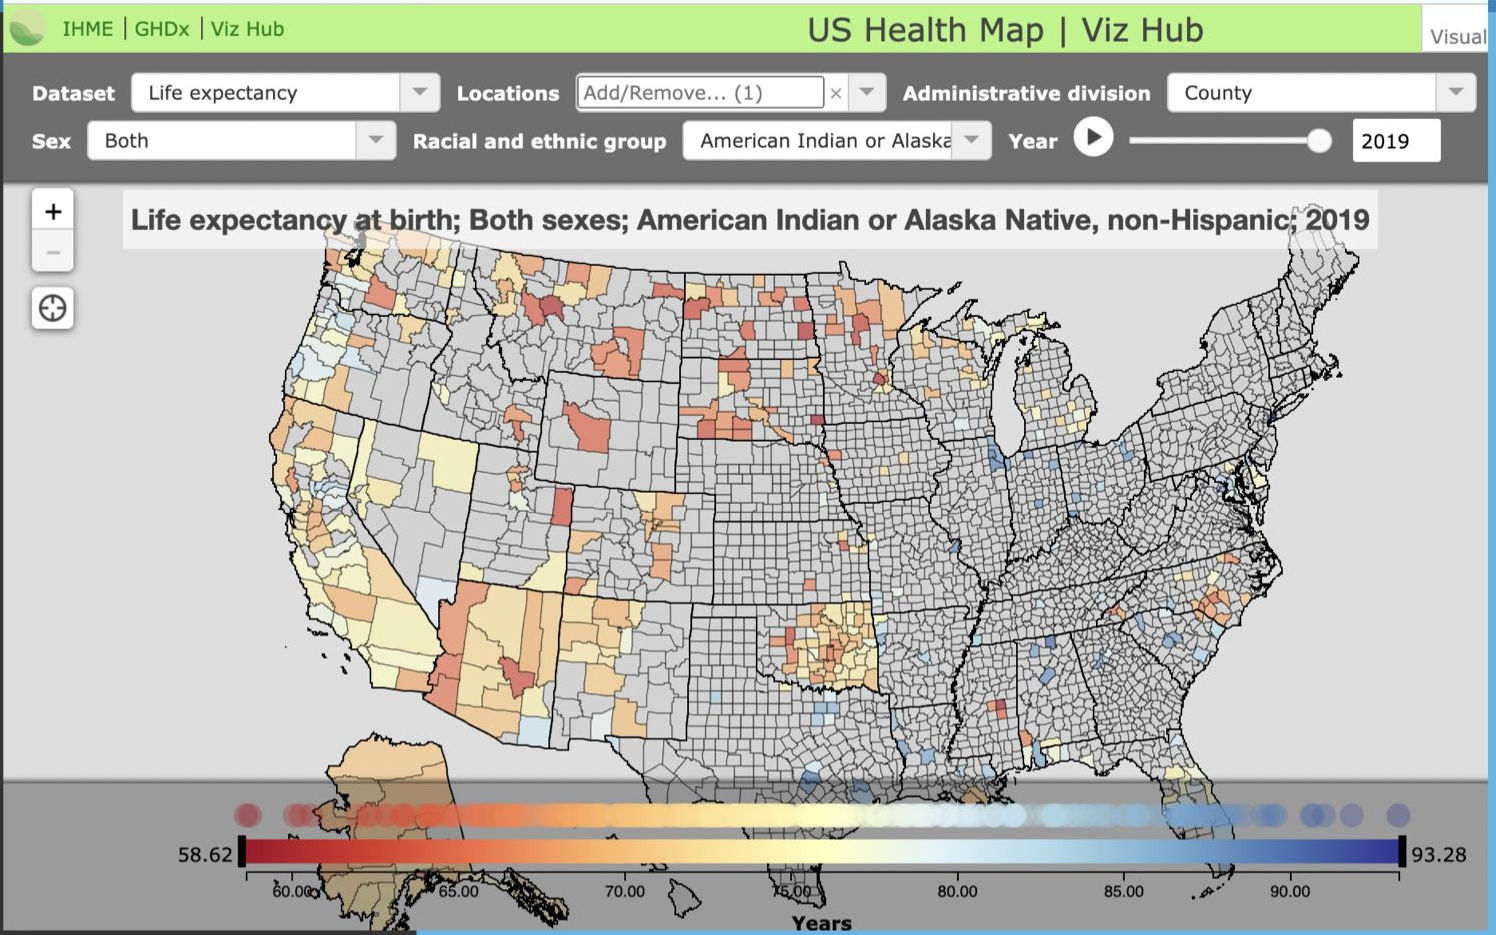 IHME | GHDx | Viz Hub
US Health Map | Viz Hub
Visual
Dataset Life expectancy Locations Add/Remove... (1) × Administrative division County
Sex Both Racial and ethnic group American Indian or Alaska Year 2019
+
−
Life expectancy at birth; Both sexes; American Indian or Alaska Native, non-Hispanic; 2019
58.62 93.28
60.00 65.00 70.00 75.00 80.00 85.00 90.00
Years